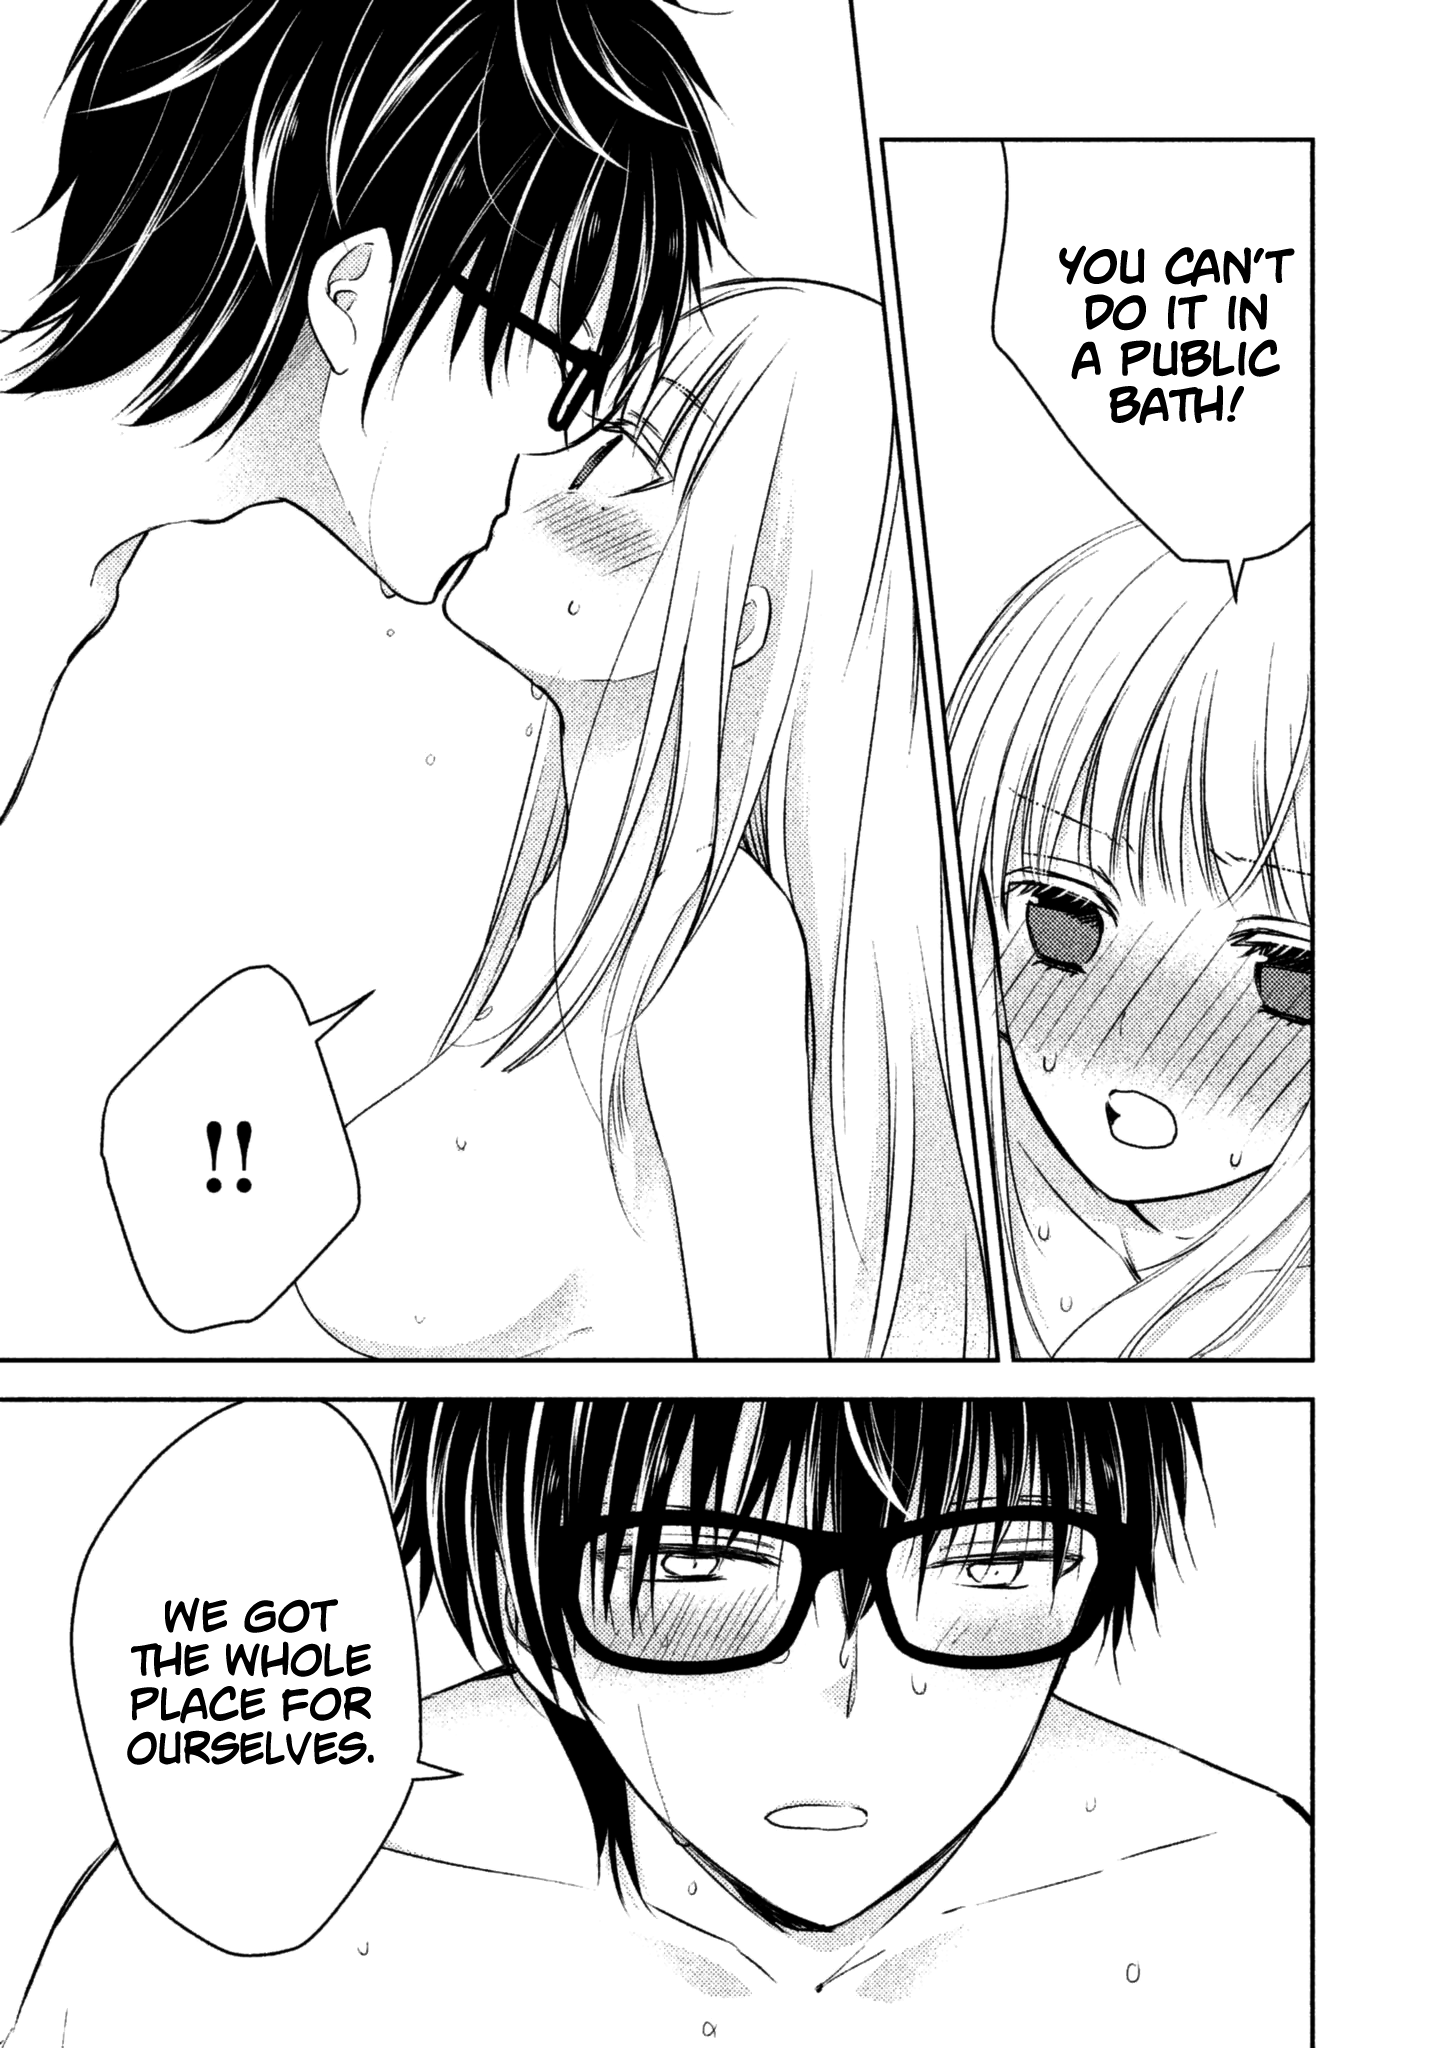 YOU CAN'T
DO IT IN
A PUBLIC
BATH!
!!
WE GOT
THE WHOLE
PLACE FOR
OURSELVES.